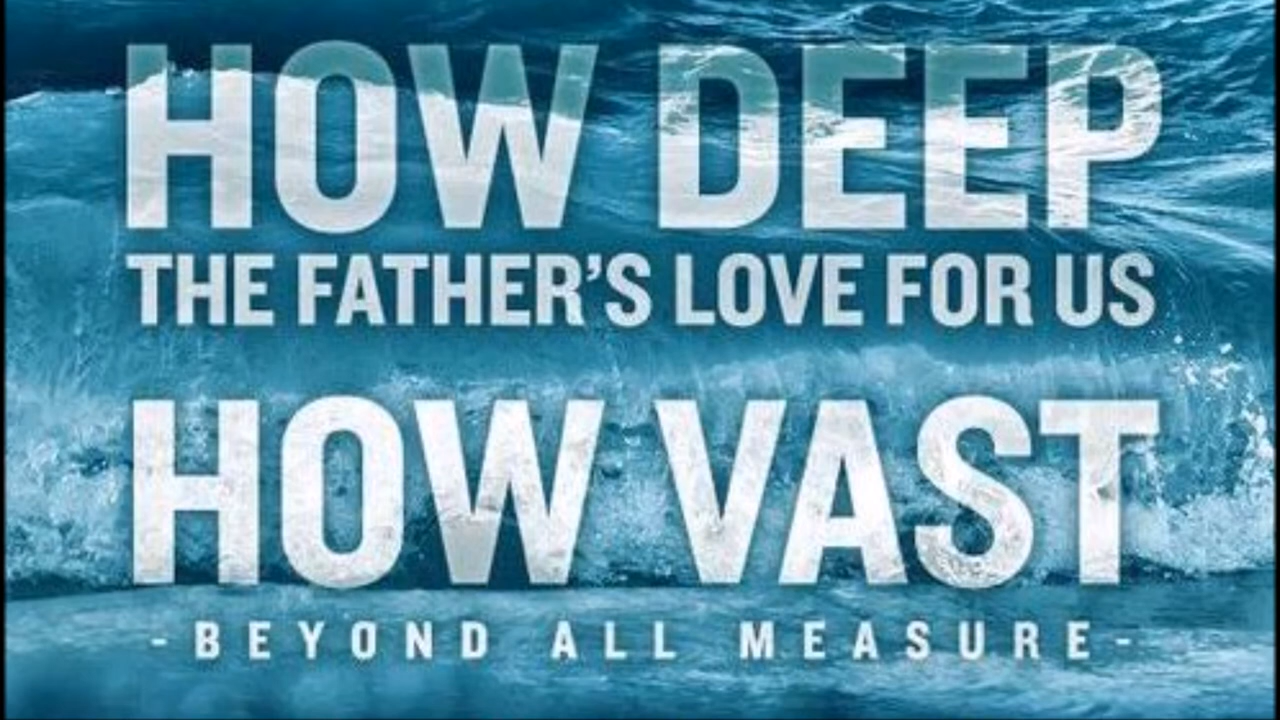 HOW DEEP
THE FATHER’S LOVE FOR US
HOW VAST
-BEYOND ALL MEASURE-